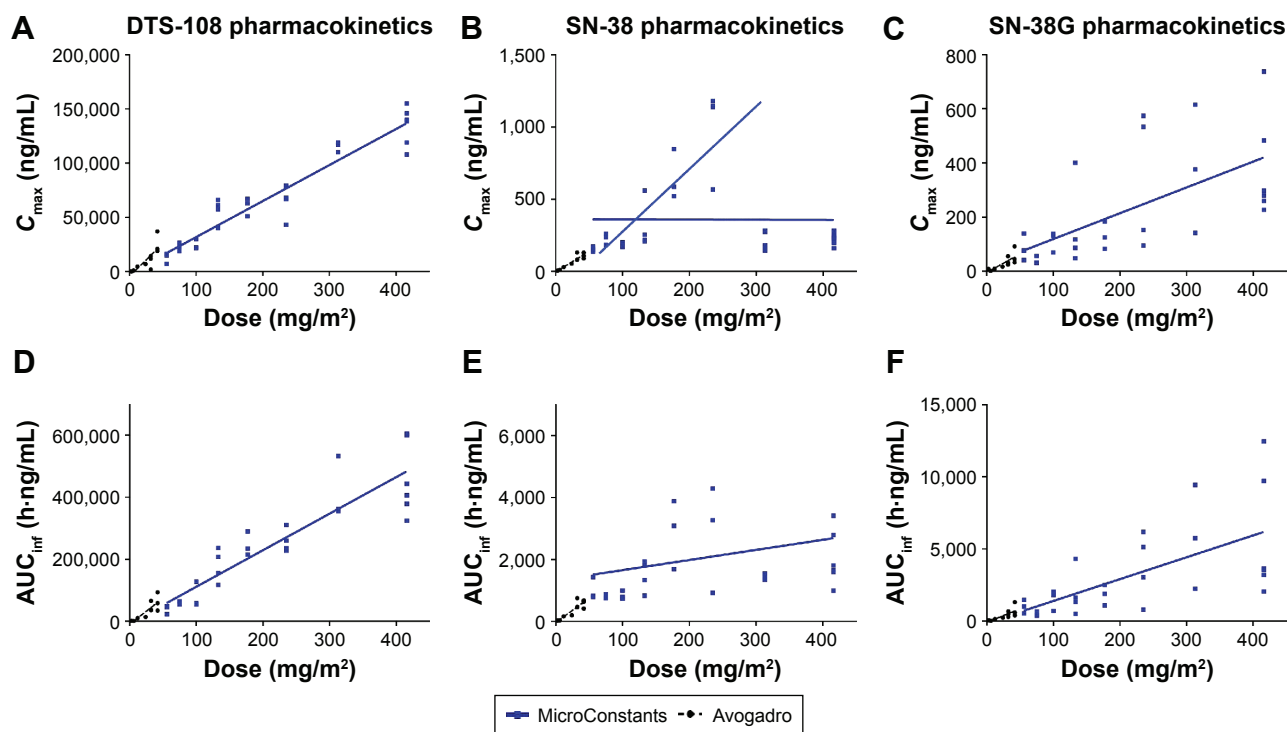 A
DTS-108 pharmacokinetics
B
SN-38 pharmacokinetics
C
SN-38G pharmacokinetics
Cmax (ng/mL)
200,000
150,000
100,000
50,000
0
0 100 200 300 400
Dose (mg/m²)
Cmax (ng/mL)
1,500
1,000
500
0
0 100 200 300 400
Dose (mg/m²)
Cmax (ng/mL)
800
600
400
200
0
0 100 200 300 400
Dose (mg/m²)
D
AUCinf (h·ng/mL)
600,000
400,000
200,000
0
0 100 200 300 400
Dose (mg/m²)
E
AUCinf (h·ng/mL)
6,000
4,000
2,000
0
0 100 200 300 400
Dose (mg/m²)
F
AUCinf (h·ng/mL)
15,000
10,000
5,000
0
0 100 200 300 400
Dose (mg/m²)
MicroConstants Avogadro